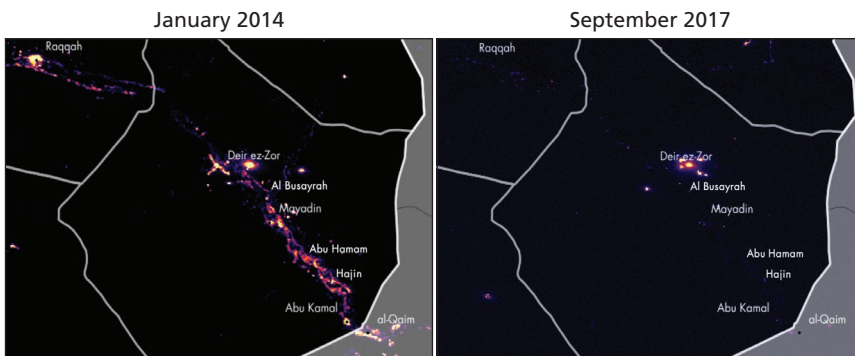 January 2014
Raqqah
Deir ez-Zor
Al Busayrah
Mayadin
Abu Hamam
Hajin
Abu Kamal
al-Qaim
September 2017
Raqqah
Deir ez-Zor
Al Busayrah
Mayadin
Abu Hamam
Hajin
Abu Kamal
al-Qaim